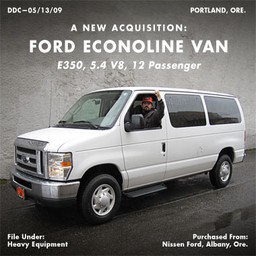 DDC—05/13/09
PORTLAND, ORE.
A NEW ACQUISITION:
FORD ECONOLINE VAN
E350, 5.4 V8, 12 Passenger
File Under:
Heavy Equipment
Purchased From:
Nissen Ford, Albany, Ore.